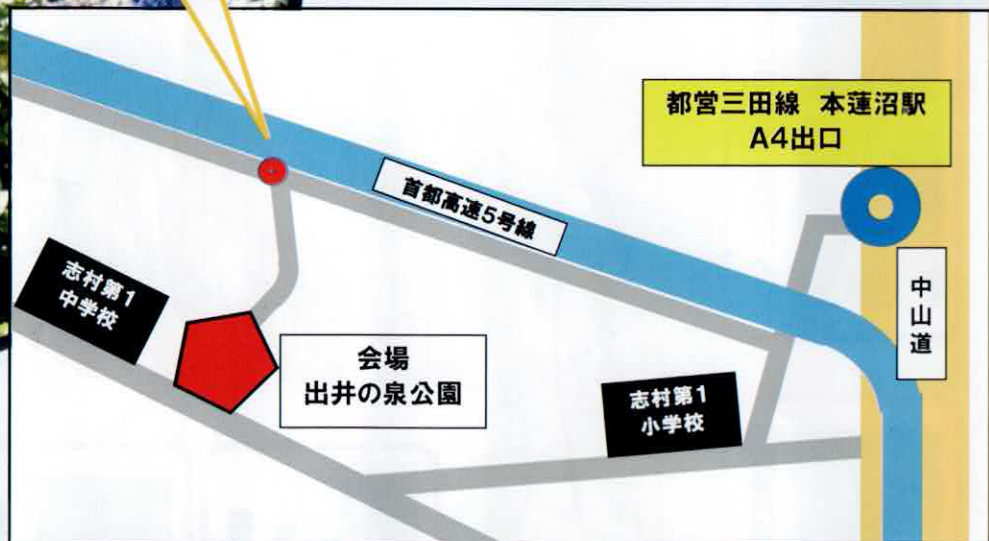 都営三田線 本蓮沼駅
A4出口
首都高速5号線
中山道
志村第1
中学校
会場
出井の泉公園
志村第1
小学校